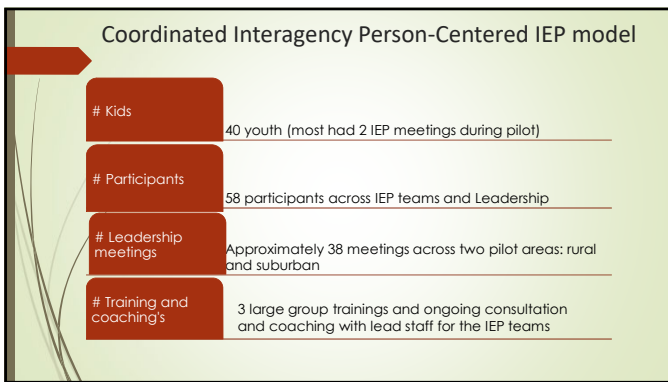 Coordinated Interagency Person-Centered IEP model
# Kids
40 youth (most had 2 IEP meetings during pilot)
# Participants
58 participants across IEP teams and Leadership
# Leadership
meetings
Approximately 38 meetings across two pilot areas: rural
and suburban
# Training and
coaching's
3 large group trainings and ongoing consultation
and coaching with lead staff for the IEP teams